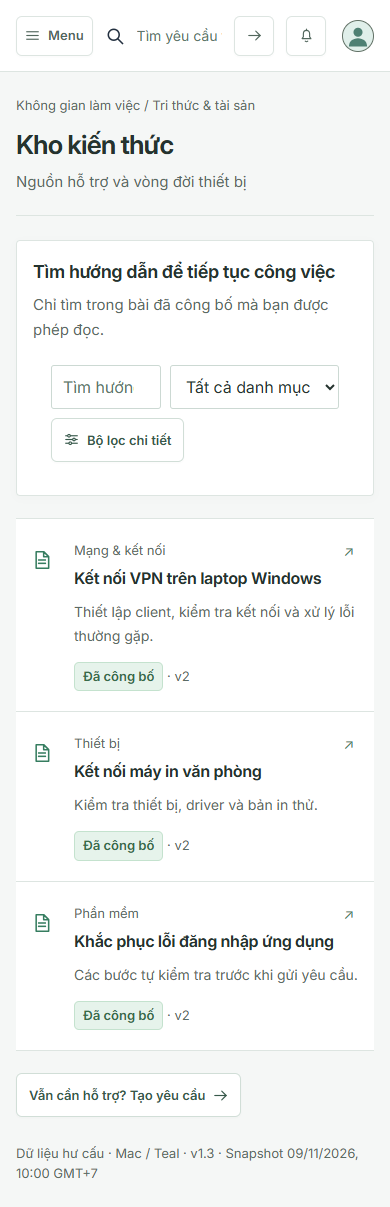 Menu
Tìm yêu cầu
Không gian làm việc / Tri thức & tài sản
Kho kiến thức
Nguồn hỗ trợ và vòng đời thiết bị
Tìm hướng dẫn để tiếp tục công việc
Chỉ tìm trong bài đã công bố mà bạn được
phép đọc.
Tìm hướn
Tất cả danh mục
Bộ lọc chi tiết
Mạng & kết nối
Kết nối VPN trên laptop Windows
Thiết lập client, kiểm tra kết nối và xử lý lỗi
thường gặp.
Đã công bố · v2
Thiết bị
Kết nối máy in văn phòng
Kiểm tra thiết bị, driver và bản in thử.
Đã công bố · v2
Phần mềm
Khắc phục lỗi đăng nhập ứng dụng
Các bước tự kiểm tra trước khi gửi yêu cầu.
Đã công bố · v2
Vẫn cần hỗ trợ? Tạo yêu cầu
Dữ liệu hư cấu · Mac / Teal · v1.3 · Snapshot 09/11/2026,
10:00 GMT+7